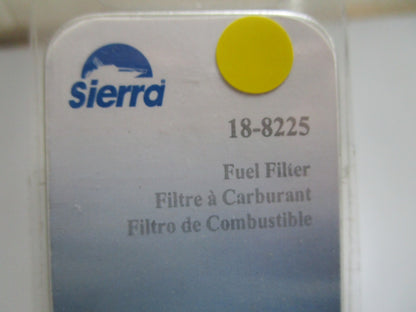 Sierra
18-8225
Fuel Filter
Filtre à Carburant
Filtro de Combustible